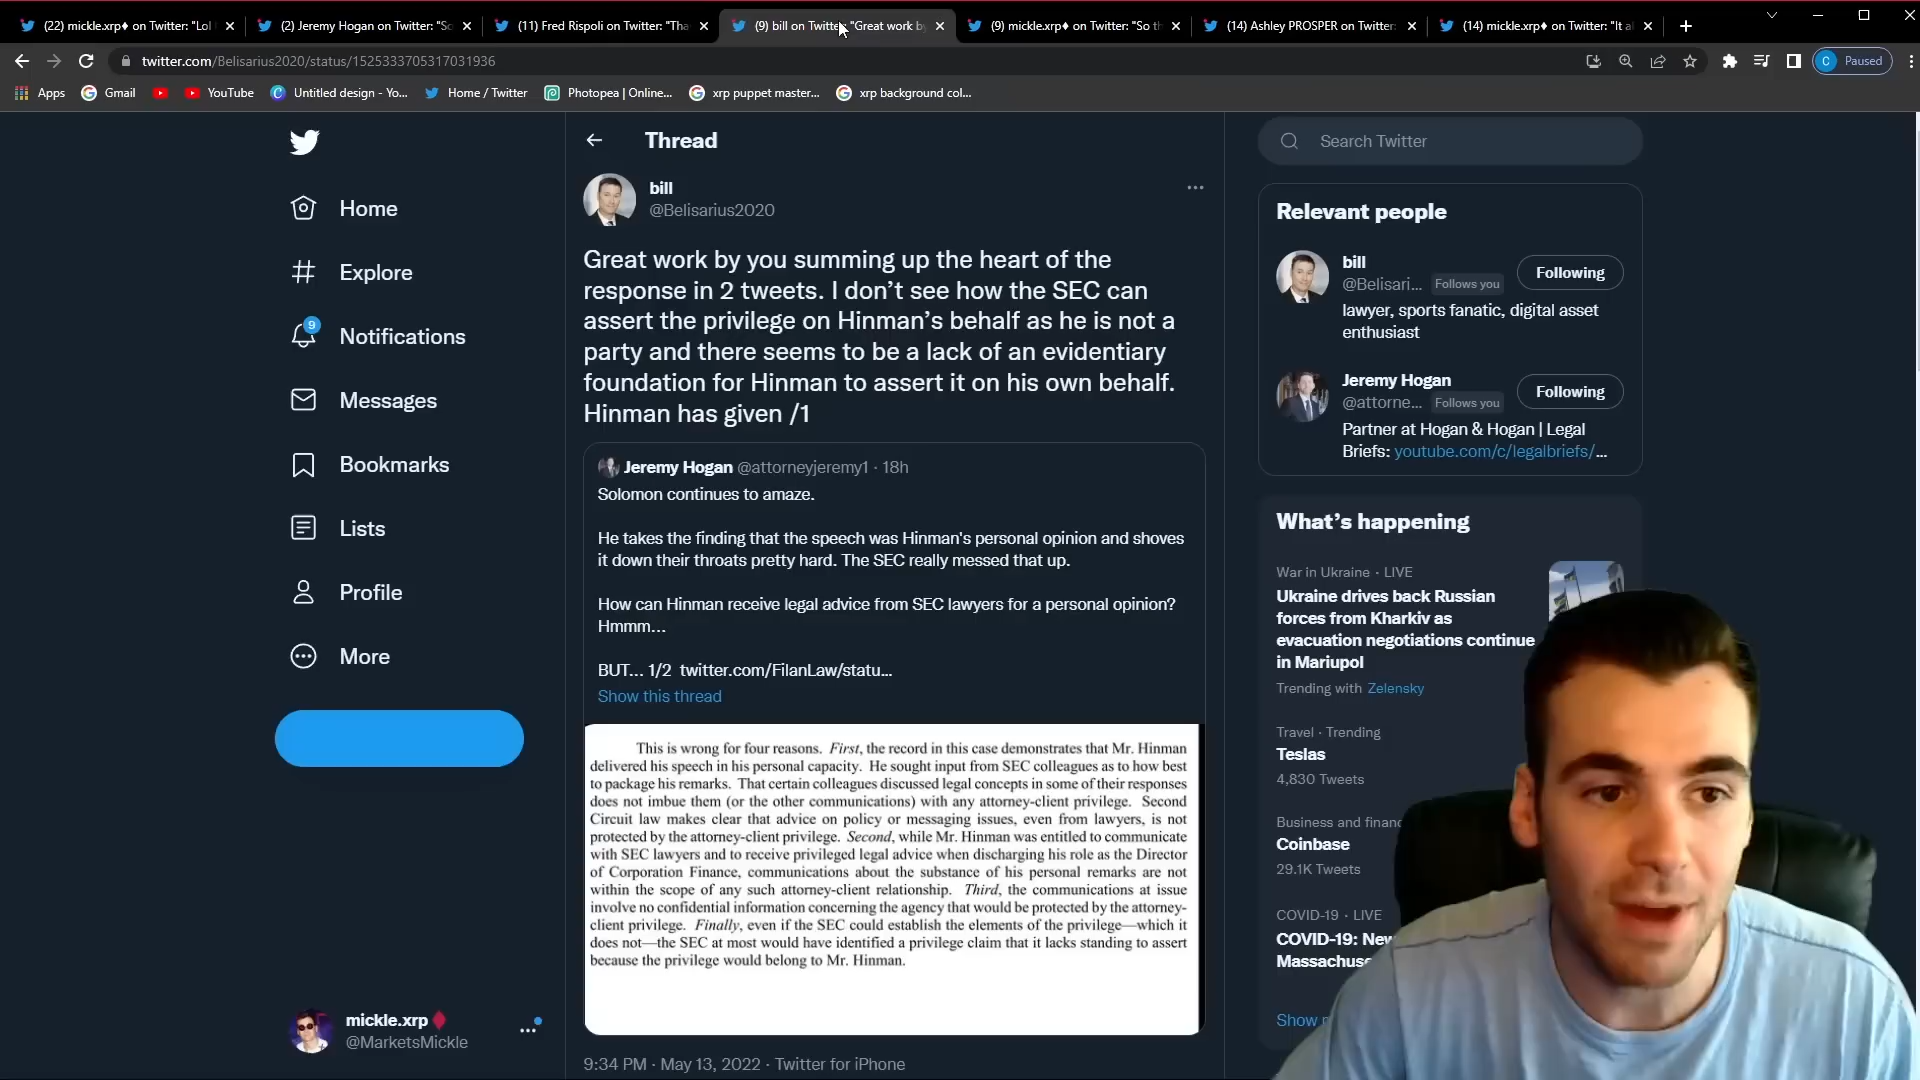 (22) mickle.xrp♦ on Twitter: "Lol
(2) Jeremy Hogan on Twitter: "So
(11) Fred Rispoli on Twitter: "Tha
(9) bill on Twitter: "Great work by
(9) mickle.xrp♦ on Twitter: "So th
(14) Ashley PROSPER on Twitter:
(14) mickle.xrp♦ on Twitter: "It a
twitter.com/Belisarius2020/status/1525333705317031936
C Paused
Apps
Gmail
YouTube
Untitled design - Yo...
Home / Twitter
Photopea | Online...
xrp puppet master...
xrp background col...
Home
Explore
9
Notifications
Messages
Bookmarks
Lists
Profile
More
mickle.xrp♦
@MarketsMickle
Thread
bill
@Belisarius2020
Great work by you summing up the heart of the
response in 2 tweets. I don’t see how the SEC can
assert the privilege on Hinman’s behalf as he is not a
party and there seems to be a lack of an evidentiary
foundation for Hinman to assert it on his own behalf.
Hinman has given /1
Jeremy Hogan @attorneyjeremy1 · 18h
Solomon continues to amaze.
He takes the finding that the speech was Hinman's personal opinion and shoves
it down their throats pretty hard. The SEC really messed that up.
How can Hinman receive legal advice from SEC lawyers for a personal opinion?
Hmmm...
BUT... 1/2 twitter.com/FilanLaw/statu...
Show this thread
This is wrong for four reasons. First, the record in this case demonstrates that Mr. Hinman
delivered his speech in his personal capacity. He sought input from SEC colleagues as to how best
to package his remarks. That certain colleagues discussed legal concepts in some of their responses
does not imbue them (or the other communications) with any attorney-client privilege. Second
Circuit law makes clear that advice on policy or messaging issues, even from lawyers, is not
protected by the attorney-client privilege. Second, while Mr. Hinman was entitled to communicate
with SEC lawyers and to receive privileged legal advice when discharging his role as the Director
of Corporation Finance, communications about the substance of his personal remarks are not
within the scope of any such attorney-client relationship. Third, the communications at issue
involve no confidential information concerning the agency that would be protected by the attorney-
client privilege. Finally, even if the SEC could establish the elements of the privilege—which it
does not—the SEC at most would have identified a privilege claim that it lacks standing to assert
because the privilege would belong to Mr. Hinman.
9:34 PM · May 13, 2022 · Twitter for iPhone
Search Twitter
Relevant people
bill
@Belisari... Follows you
Following
lawyer, sports fanatic, digital asset
enthusiast
Jeremy Hogan
@attorne... Follows you
Following
Partner at Hogan & Hogan | Legal
Briefs: youtube.com/c/legalbriefs/...
What’s happening
War in Ukraine · LIVE
Ukraine drives back Russian
forces from Kharkiv as
evacuation negotiations continue
in Mariupol
Trending with Zelensky
Travel · Trending
Teslas
4,830 Tweets
Business and financ
Coinbase
29.1K Tweets
COVID-19 · LIVE
COVID-19: New
Massachuse
Show